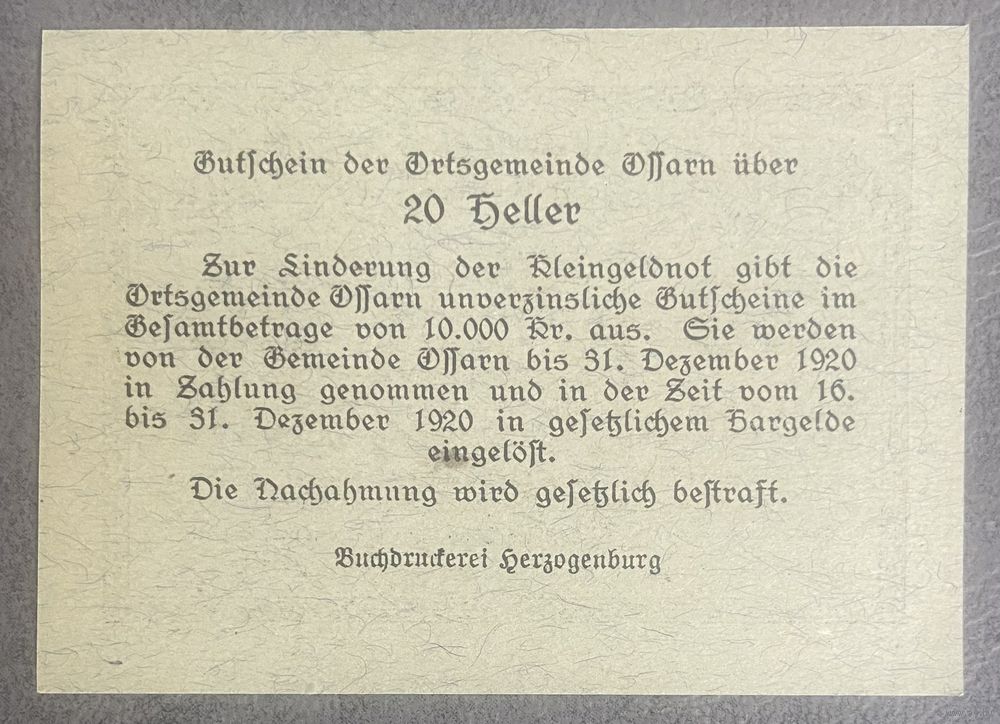 Gutschein der Ortsgemeinde Ossarn über
20 Heller
Zur Linderung der Kleingeldnot gibt die
Ortsgemeinde Ossarn unverzinsliche Gutscheine im
Gesamtbetrage von 10.000 Kr. aus. Sie werden
von der Gemeinde Ossarn bis 31. Dezember 1920
in Zahlung genommen und in der Zeit vom 16.
bis 31. Dezember 1920 in gesetzlichem Bargelde
eingelöst.
Die Nachahmung wird gesetzlich bestraft.
Buchdruckerei Herzogenburg